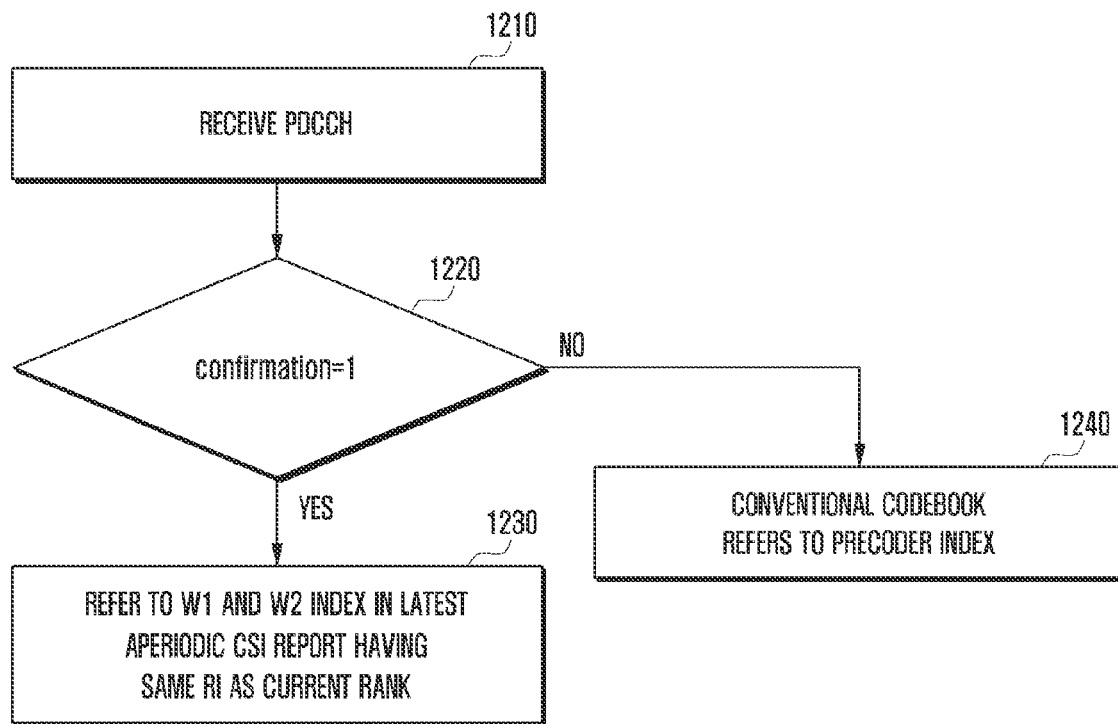 1210
RECEIVE PDCCH
1220
confirmation=1
NO
YES
1240
CONVENTIONAL CODEBOOK
REFERS TO PRECODER INDEX
1230
REFER TO W1 AND W2 INDEX IN LATEST
APERIODIC CSI REPORT HAVING
SAME RI AS CURRENT RANK